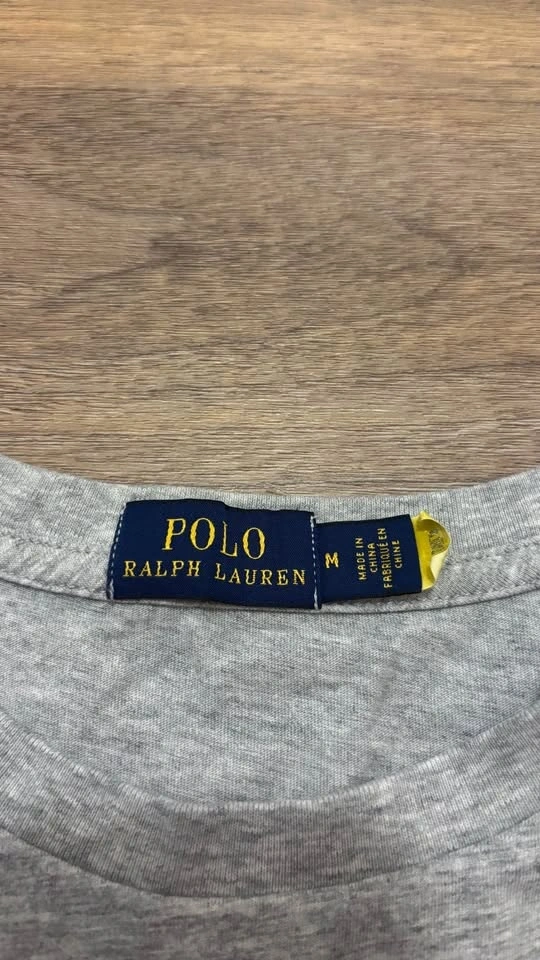 POLO
RALPH LAUREN
M
MADE IN
CHINA
FABRIQUÉ EN
CHINE